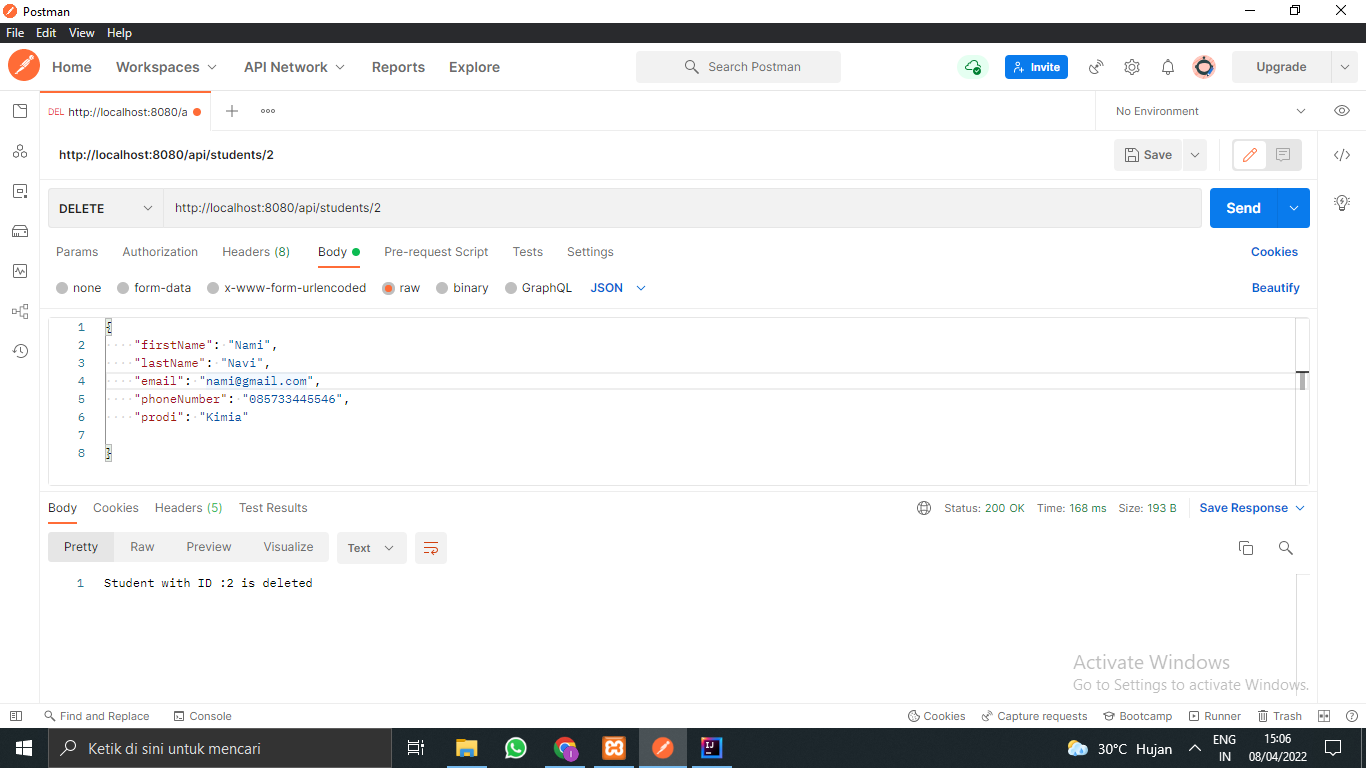 Postman
File Edit View Help
Home Workspaces API Network Reports Explore Search Postman Invite Upgrade
DEL http://localhost:8080/a No Environment
http://localhost:8080/api/students/2 Save
DELETE http://localhost:8080/api/students/2 Send
Params Authorization Headers (8) Body Pre-request Script Tests Settings Cookies
none form-data x-www-form-urlencoded raw binary GraphQL JSON Beautify
1 {
2 "firstName": "Nami",
3 "lastName": "Navi",
4 "email": "nami@gmail.com",
5 "phoneNumber": "085733445546",
6 "prodi": "Kimia"
7
8 }
Body Cookies Headers (5) Test Results Status: 200 OK Time: 168 ms Size: 193 B Save Response
Pretty Raw Preview Visualize Text
1 Student with ID :2 is deleted
Activate Windows
Go to Settings to activate Windows.
Find and Replace Console Cookies Capture requests Bootcamp Runner Trash
Ketik di sini untuk mencari 30°C Hujan ENG 15:06
IN 08/04/2022